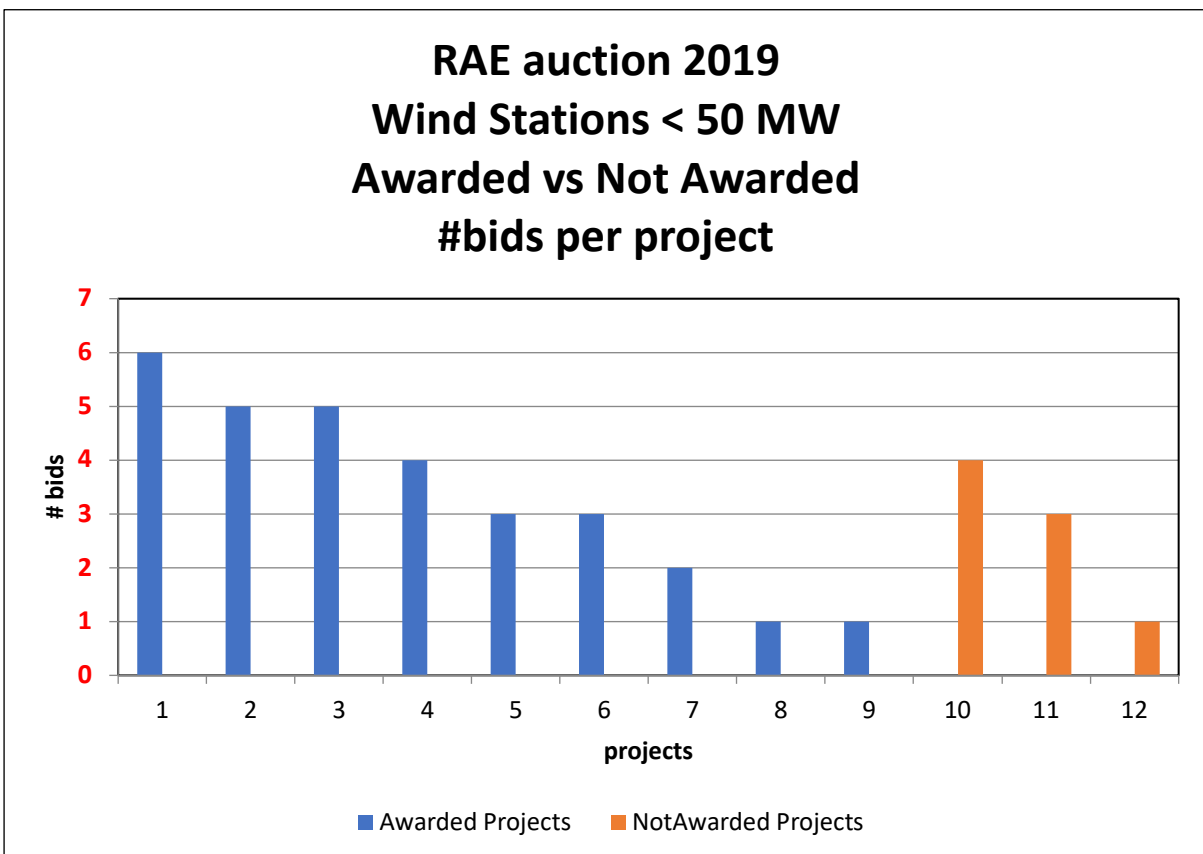 RAE auction 2019
Wind Stations < 50 MW
Awarded vs Not Awarded
#bids per project
7
6
5
4
3
2
1
0
# bids
1 2 3 4 5 6 7 8 9 10 11 12
projects
Awarded Projects NotAwarded Projects